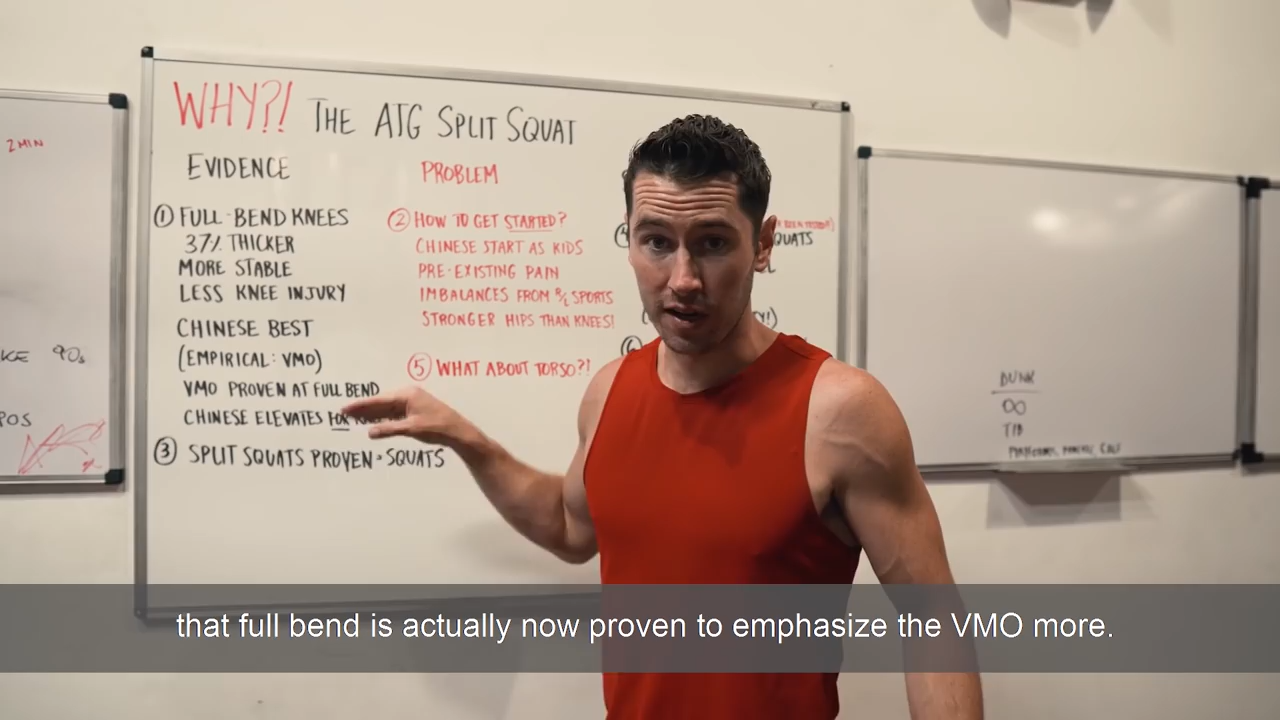 WHY?! THE ATG SPLIT SQUAT
EVIDENCE
① FULL-BEND KNEES
37% THICKER
MORE STABLE
LESS KNEE INJURY
CHINESE BEST
(EMPIRICAL: VMO)
VMO PROVEN AT FULL BEND
CHINESE ELEVATES FOR
③ SPLIT SQUATS PROVEN > SQUATS
PROBLEM
② HOW TO GET STARTED?
CHINESE START AS KIDS
PRE-EXISTING PAIN
IMBALANCES FROM R/L SPORTS
STRONGER HIPS THAN KNEES!
⑤ WHAT ABOUT TORSO?!
2 MIN
90s
POS
DUNK
∞
TIB
that full bend is actually now proven to emphasize the VMO more.